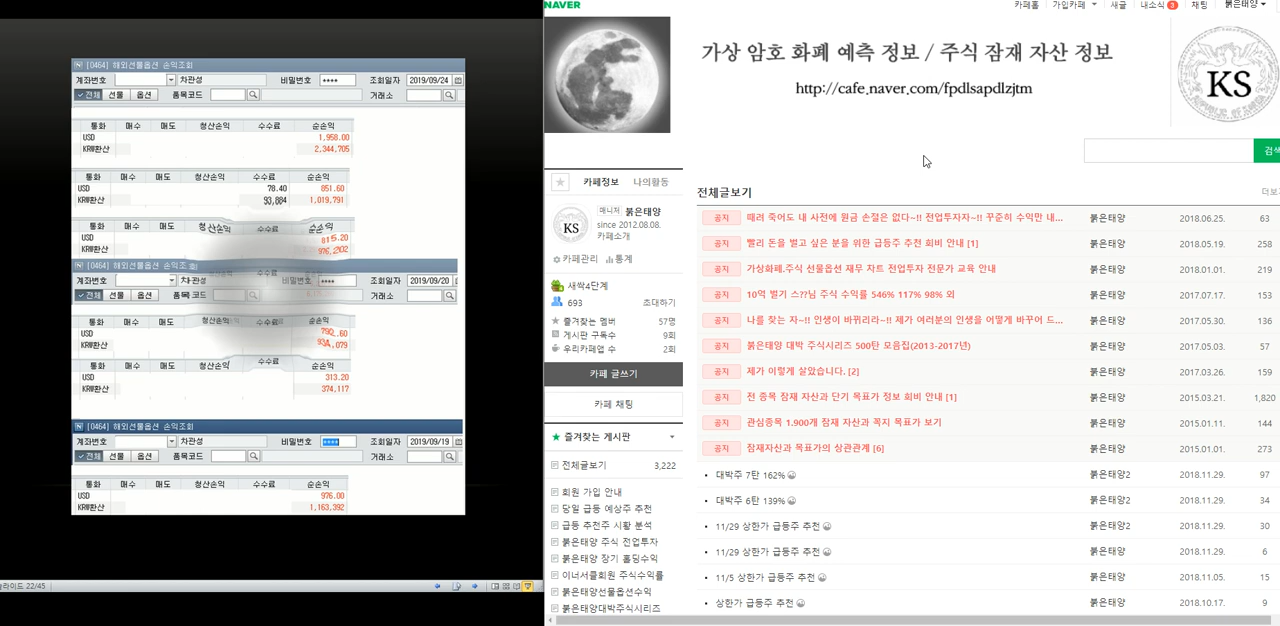 [0464] 해외선물옵션 손익조회
계좌번호 차관성 비밀번호 **** 조회일자 2019/09/24
전체 선물 옵션 품목코드 거래소
통화 매수 매도 청산손익 수수료 순손익
USD 1,958.00
KRW환산 2,344,705
통화 매수 매도 청산손익 수수료 순손익
USD 78.40 851.60
KRW환산 93,884 1,019,791
통화 매수 매도 청산손익 수수료 순손익
USD 815.20
KRW환산
[0464] 해외선물옵션 손익조회
계좌번호 차관성 비밀번호 **** 조회일자 2019/09/20
전체 선물 옵션 품목코드 거래소
통화 매수 매도 청산손익 수수료 순손익
USD
KRW환산
통화 매수 매도 청산손익 수수료 순손익
USD 313.20
KRW환산 374,117
[0464] 해외선물옵션 손익조회
계좌번호 차관성 비밀번호 **** 조회일자 2019/09/19
전체 선물 옵션 품목코드 거래소
통화 매수 매도 청산손익 수수료 순손익
USD 976.00
KRW환산 1,163,392
슬라이드 22/45
NAVER
카페홈 가입카페 새글 내소식 3 채팅 붉은태양
가상 암호 화폐 예측 정보 / 주식 잠재 자산 정보
http://cafe.naver.com/fpdlsapdlzjtm
KS
검색
카페정보 나의활동
KS
매니저 붉은태양
since 2012.08.08.
카페소개
카페관리 통계
새싹4단계
693 초대하기
즐겨찾는 멤버 57명
게시판 구독수 9회
우리카페앱 수 2회
카페 글쓰기
카페 채팅
즐겨찾는 게시판
전체글보기 3,222
회원 가입 안내
당일 급등 예상주 추천
급등 추천주 시황 분석
붉은태양 주식 전업투자
붉은태양 장기 홀딩수익
이너서클회원 주식수익률
붉은태양선물옵션수익
붉은태양대박주식시리즈
전체글보기 더보기
공지 때려 죽어도 내 사전에 원금 손절은 없다~!! 전업투자자~!! 꾸준히 수익만 내... 붉은태양 2018.06.25. 63
공지 빨리 돈을 벌고 싶은 분을 위한 급등주 추천 회비 안내 [1] 붉은태양 2018.05.19. 258
공지 가상화폐.주식 선물옵션 재무 차트 전업투자 전문가 교육 안내 붉은태양 2018.01.01. 219
공지 10억 벌기 스??님 주식 수익률 546% 117% 98% 외 붉은태양 2017.07.17. 153
공지 나를 찾는 자~!! 인생이 바뀌리라~!! 제가 여러분의 인생을 어떻게 바꾸어 드... 붉은태양 2017.05.30. 136
공지 붉은태양 대박 주식시리즈 500탄 모음집(2013-2017년) 붉은태양 2017.05.03. 57
공지 제가 이렇게 살았습니다. [2] 붉은태양 2017.03.26. 159
공지 전 종목 잠재 자산과 단기 목표가 정보 회비 안내 [1] 붉은태양 2015.03.21. 1,820
공지 관심종목 1.900개 잠재 자산과 꼭지 목표가 보기 붉은태양 2015.01.11. 144
공지 잠재자산과 목표가의 상관관계 [6] 붉은태양 2015.01.01. 273
대박주 7탄 162% 붉은태양2 2018.11.29. 97
대박주 6탄 139% 붉은태양2 2018.11.29. 34
11/29 상한가 급등주 추천 붉은태양2 2018.11.29. 30
11/29 상한가 급등주 추천 붉은태양 2018.11.29. 6
11/5 상한가 급등주 추천 붉은태양 2018.11.05. 15
상한가 급등주 추천 붉은태양 2018.10.17. 9